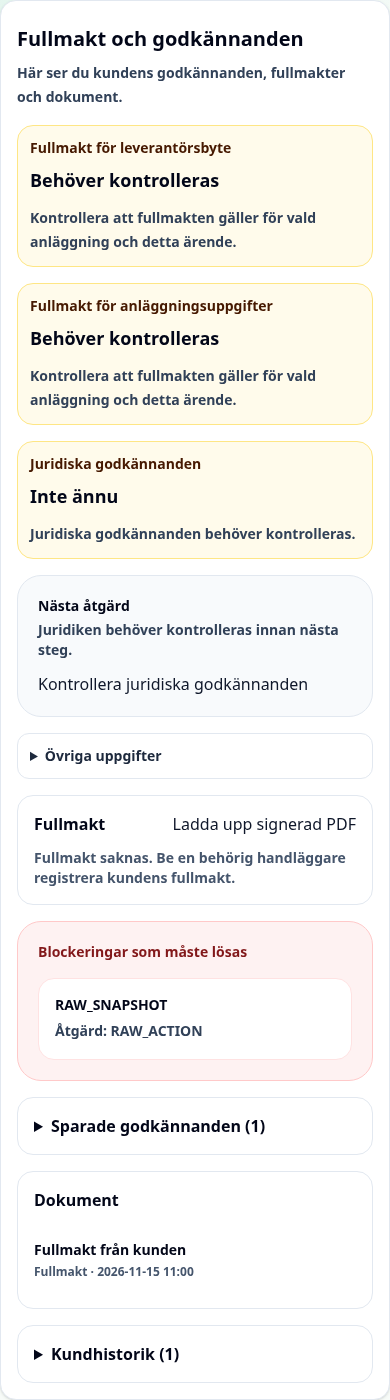 Fullmakt och godkännanden
Här ser du kundens godkännanden, fullmakter
och dokument.
Fullmakt för leverantörsbyte
Behöver kontrolleras
Kontrollera att fullmakten gäller för vald
anläggning och detta ärende.
Fullmakt för anläggningsuppgifter
Behöver kontrolleras
Kontrollera att fullmakten gäller för vald
anläggning och detta ärende.
Juridiska godkännanden
Inte ännu
Juridiska godkännanden behöver kontrolleras.
Nästa åtgärd
Juridiken behöver kontrolleras innan nästa
steg.
Kontrollera juridiska godkännanden
Övriga uppgifter
Fullmakt Ladda upp signerad PDF
Fullmakt saknas. Be en behörig handläggare
registrera kundens fullmakt.
Blockeringar som måste lösas
RAW_SNAPSHOT
Åtgärd: RAW_ACTION
Sparade godkännanden (1)
Dokument
Fullmakt från kunden
Fullmakt · 2026-11-15 11:00
Kundhistorik (1)